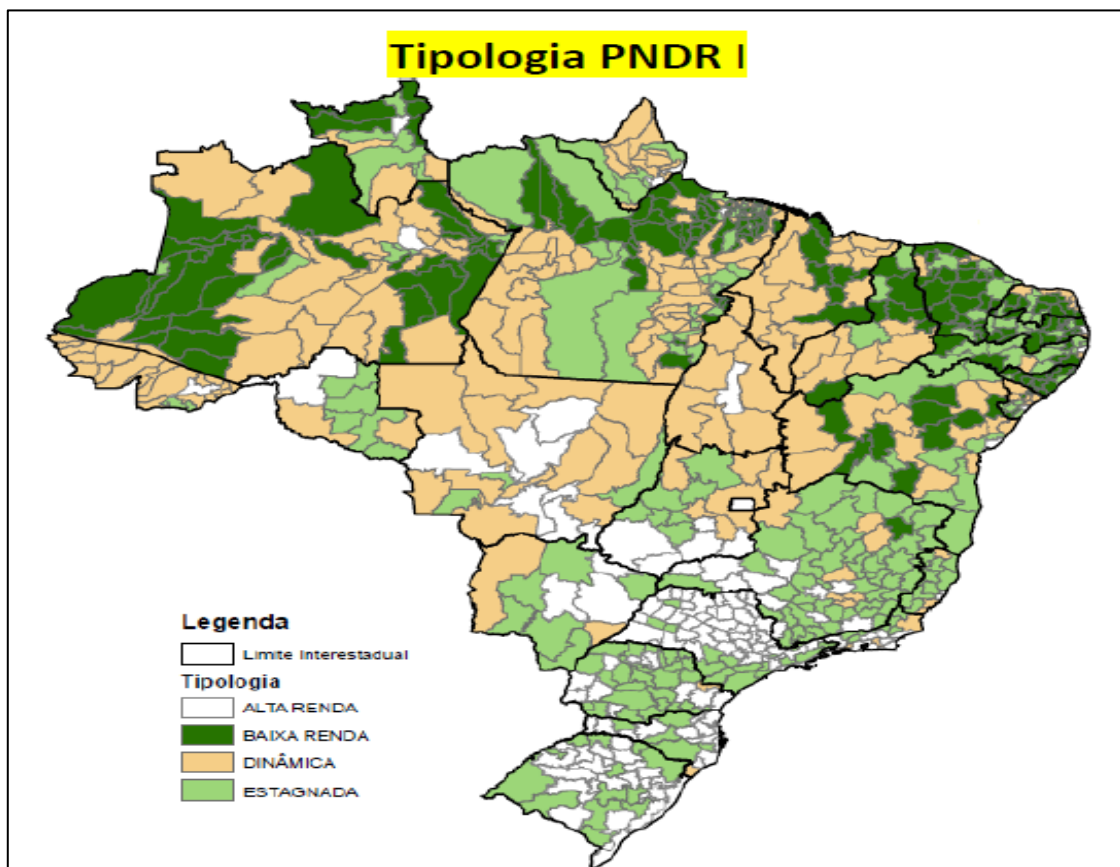 Tipologia PNDR I
Legenda
Limite Interestadual
Tipologia
ALTA RENDA
BAIXA RENDA
DINÂMICA
ESTAGNADA